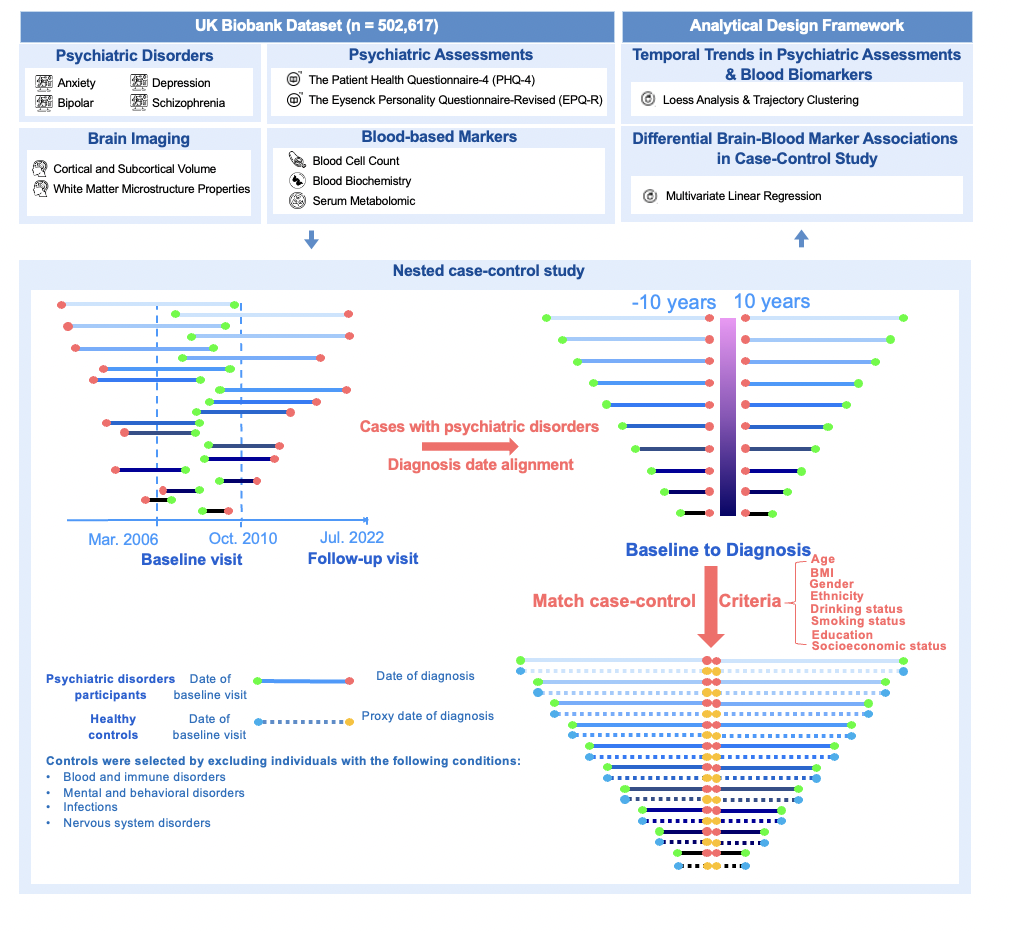 UK Biobank Dataset (n = 502,617)
Analytical Design Framework
Psychiatric Disorders
Anxiety
Depression
Bipolar
Schizophrenia
Psychiatric Assessments
The Patient Health Questionnaire-4 (PHQ-4)
The Eysenck Personality Questionnaire-Revised (EPQ-R)
Temporal Trends in Psychiatric Assessments
& Blood Biomarkers
Loess Analysis & Trajectory Clustering
Brain Imaging
Cortical and Subcortical Volume
White Matter Microstructure Properties
Blood-based Markers
Blood Cell Count
Blood Biochemistry
Serum Metabolomic
Differential Brain-Blood Marker Associations
in Case-Control Study
Multivariate Linear Regression
Nested case-control study
-10 years
10 years
Cases with psychiatric disorders
Diagnosis date alignment
Mar. 2006
Oct. 2010
Jul. 2022
Baseline visit
Follow-up visit
Baseline to Diagnosis
Match case-control
Criteria
Age
BMI
Gender
Ethnicity
Drinking status
Smoking status
Education
Socioeconomic status
Psychiatric disorders
participants
Date of
baseline visit
Date of diagnosis
Healthy
controls
Date of
baseline visit
Proxy date of diagnosis
Controls were selected by excluding individuals with the following conditions:
• Blood and immune disorders
• Mental and behavioral disorders
• Infections
• Nervous system disorders